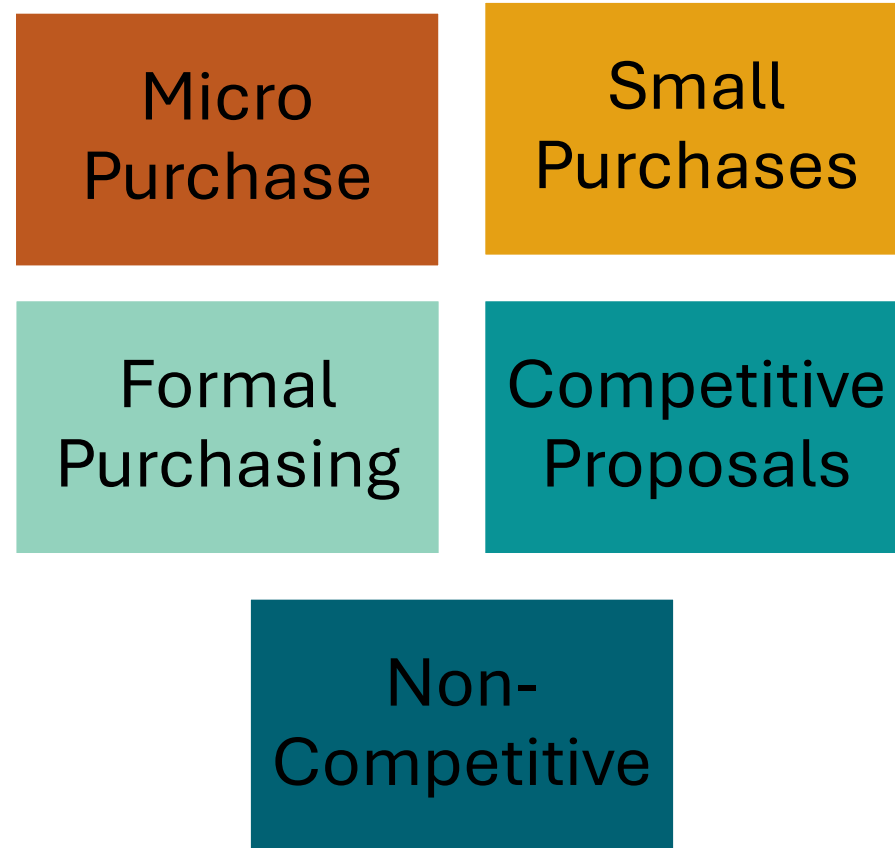 Micro
Purchase
Small
Purchases
Formal
Purchasing
Competitive
Proposals
Non-
Competitive